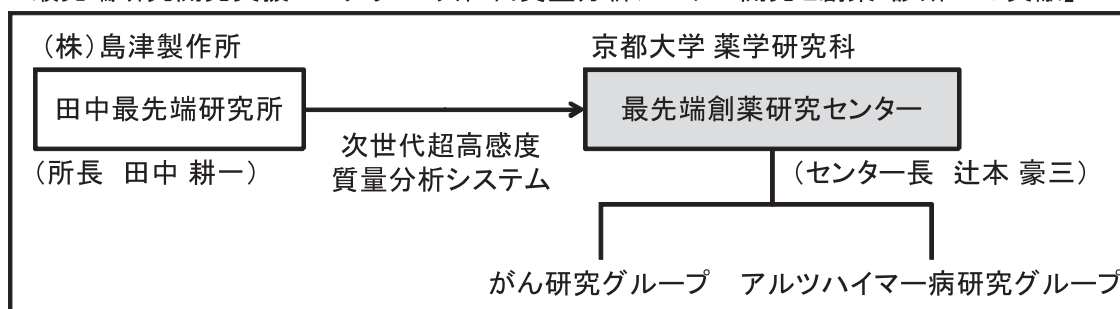 (株)島津製作所
京都大学 薬学研究科
田中最先端研究所
最先端創薬研究センター
次世代超高感度
質量分析システム
(所長 田中 耕一)
(センター長 辻本 豪三)
がん研究グループ
アルツハイマー病研究グループ